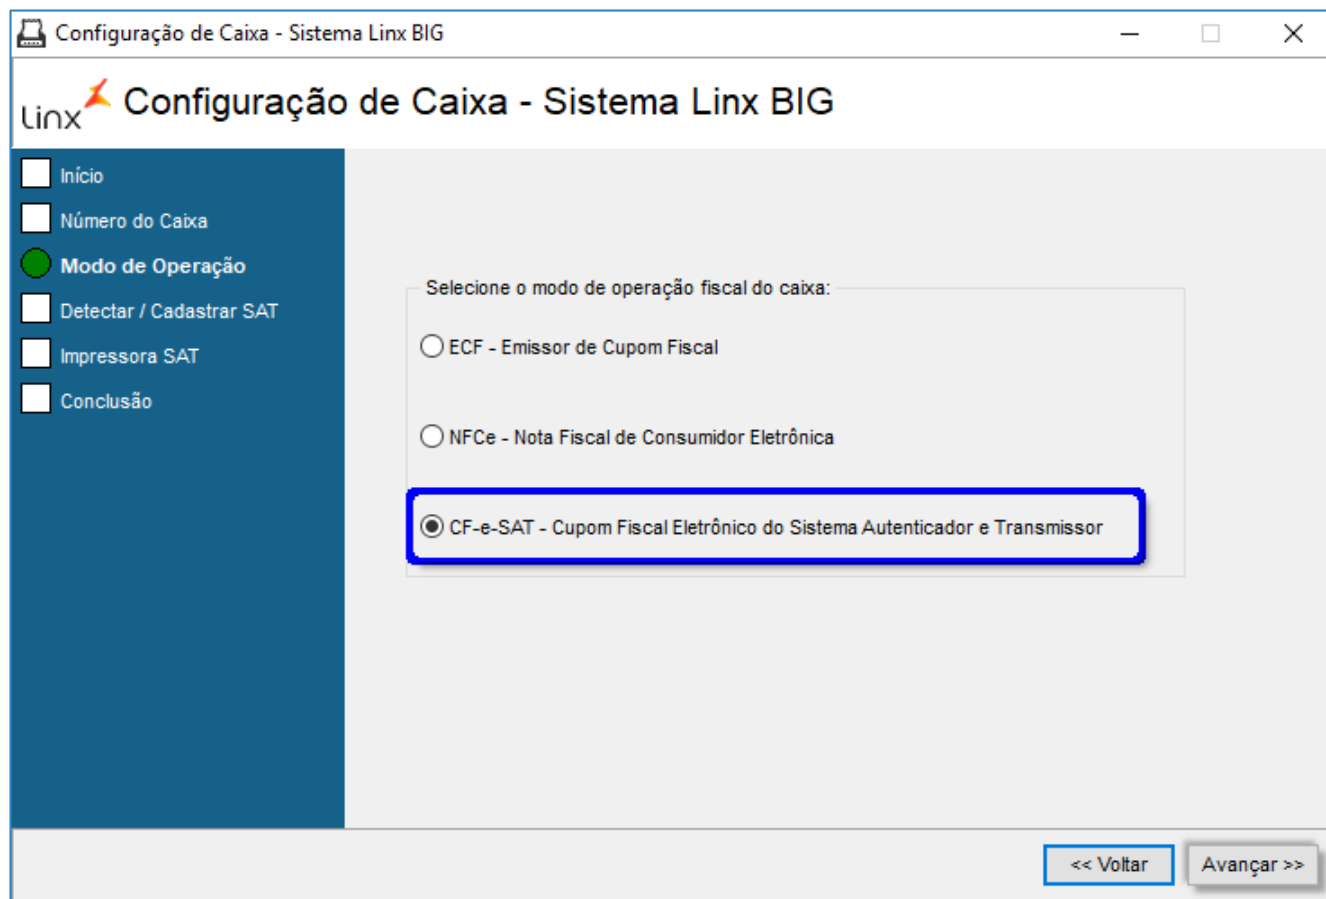 Configuração de Caixa - Sistema Linx BIG
Linx Configuração de Caixa - Sistema Linx BIG
Início
Número do Caixa
Modo de Operação
Detectar / Cadastrar SAT
Impressora SAT
Conclusão
Selecione o modo de operação fiscal do caixa:
ECF - Emissor de Cupom Fiscal
NFCe - Nota Fiscal de Consumidor Eletrônica
CF-e-SAT - Cupom Fiscal Eletrônico do Sistema Autenticador e Transmissor
<< Voltar
Avançar >>